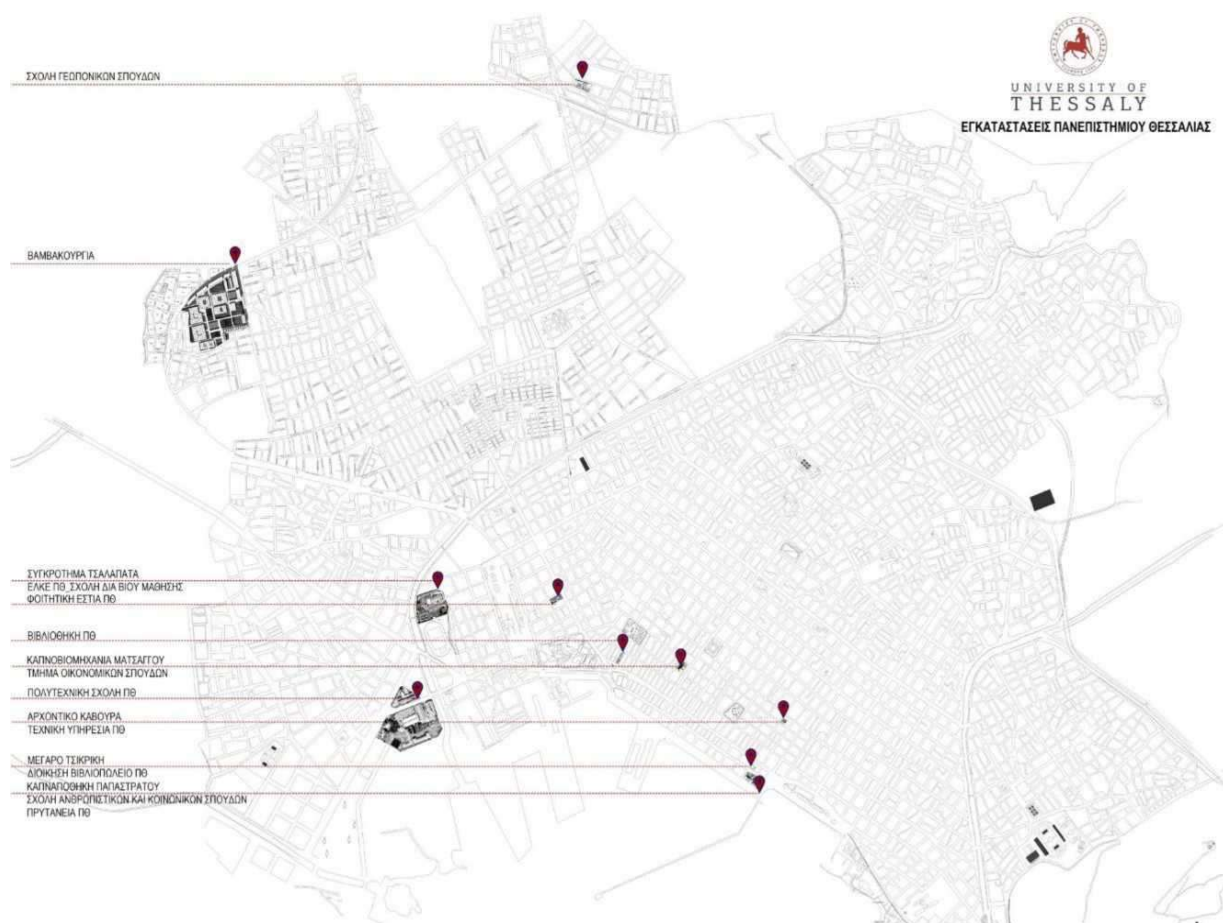 UNIVERSITY OF
THESSALY
ΕΓΚΑΤΑΣΤΑΣΕΙΣ ΠΑΝΕΠΙΣΤΗΜΙΟΥ ΘΕΣΣΑΛΙΑΣ
ΣΧΟΛΗ ΓΕΩΠΟΝΙΚΩΝ ΣΠΟΥΔΩΝ
ΒΑΜΒΑΚΟΥΡΓΙΑ
ΣΥΓΚΡΟΤΗΜΑ ΤΣΑΛΑΠΑΤΑ
ΕΛΚΕ ΠΘ_ΣΧΟΛΗ ΔΙΑ ΒΙΟΥ ΜΑΘΗΣΗΣ
ΦΟΙΤΗΤΙΚΗ ΕΣΤΙΑ ΠΘ
ΒΙΒΛΙΟΘΗΚΗ ΠΘ
ΚΑΠΝΟΒΙΟΜΗΧΑΝΙΑ ΜΑΤΣΑΓΓΟΥ
ΤΜΗΜΑ ΟΙΚΟΝΟΜΙΚΩΝ ΣΠΟΥΔΩΝ
ΠΟΛΥΤΕΧΝΙΚΗ ΣΧΟΛΗ ΠΘ
ΑΡΧΟΝΤΙΚΟ ΚΑΒΟΥΡΑ
ΤΕΧΝΙΚΗ ΥΠΗΡΕΣΙΑ ΠΘ
ΜΕΓΑΡΟ ΤΣΙΚΡΙΚΗ
ΔΙΟΙΚΗΣΗ ΒΙΒΛΙΟΠΩΛΕΙΟ ΠΘ
ΚΑΠΝΑΠΟΘΗΚΗ ΠΑΠΑΣΤΡΑΤΟΥ
ΣΧΟΛΗ ΑΝΘΡΩΠΙΣΤΙΚΩΝ ΚΑΙ ΚΟΙΝΩΝΙΚΩΝ ΣΠΟΥΔΩΝ
ΠΡΥΤΑΝΕΙΑ ΠΘ